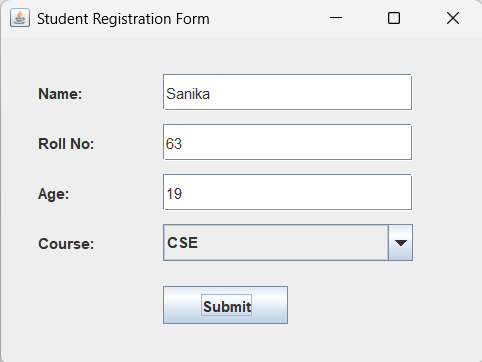 Student Registration Form
Name: Sanika
Roll No: 63
Age: 19
Course: CSE
Submit